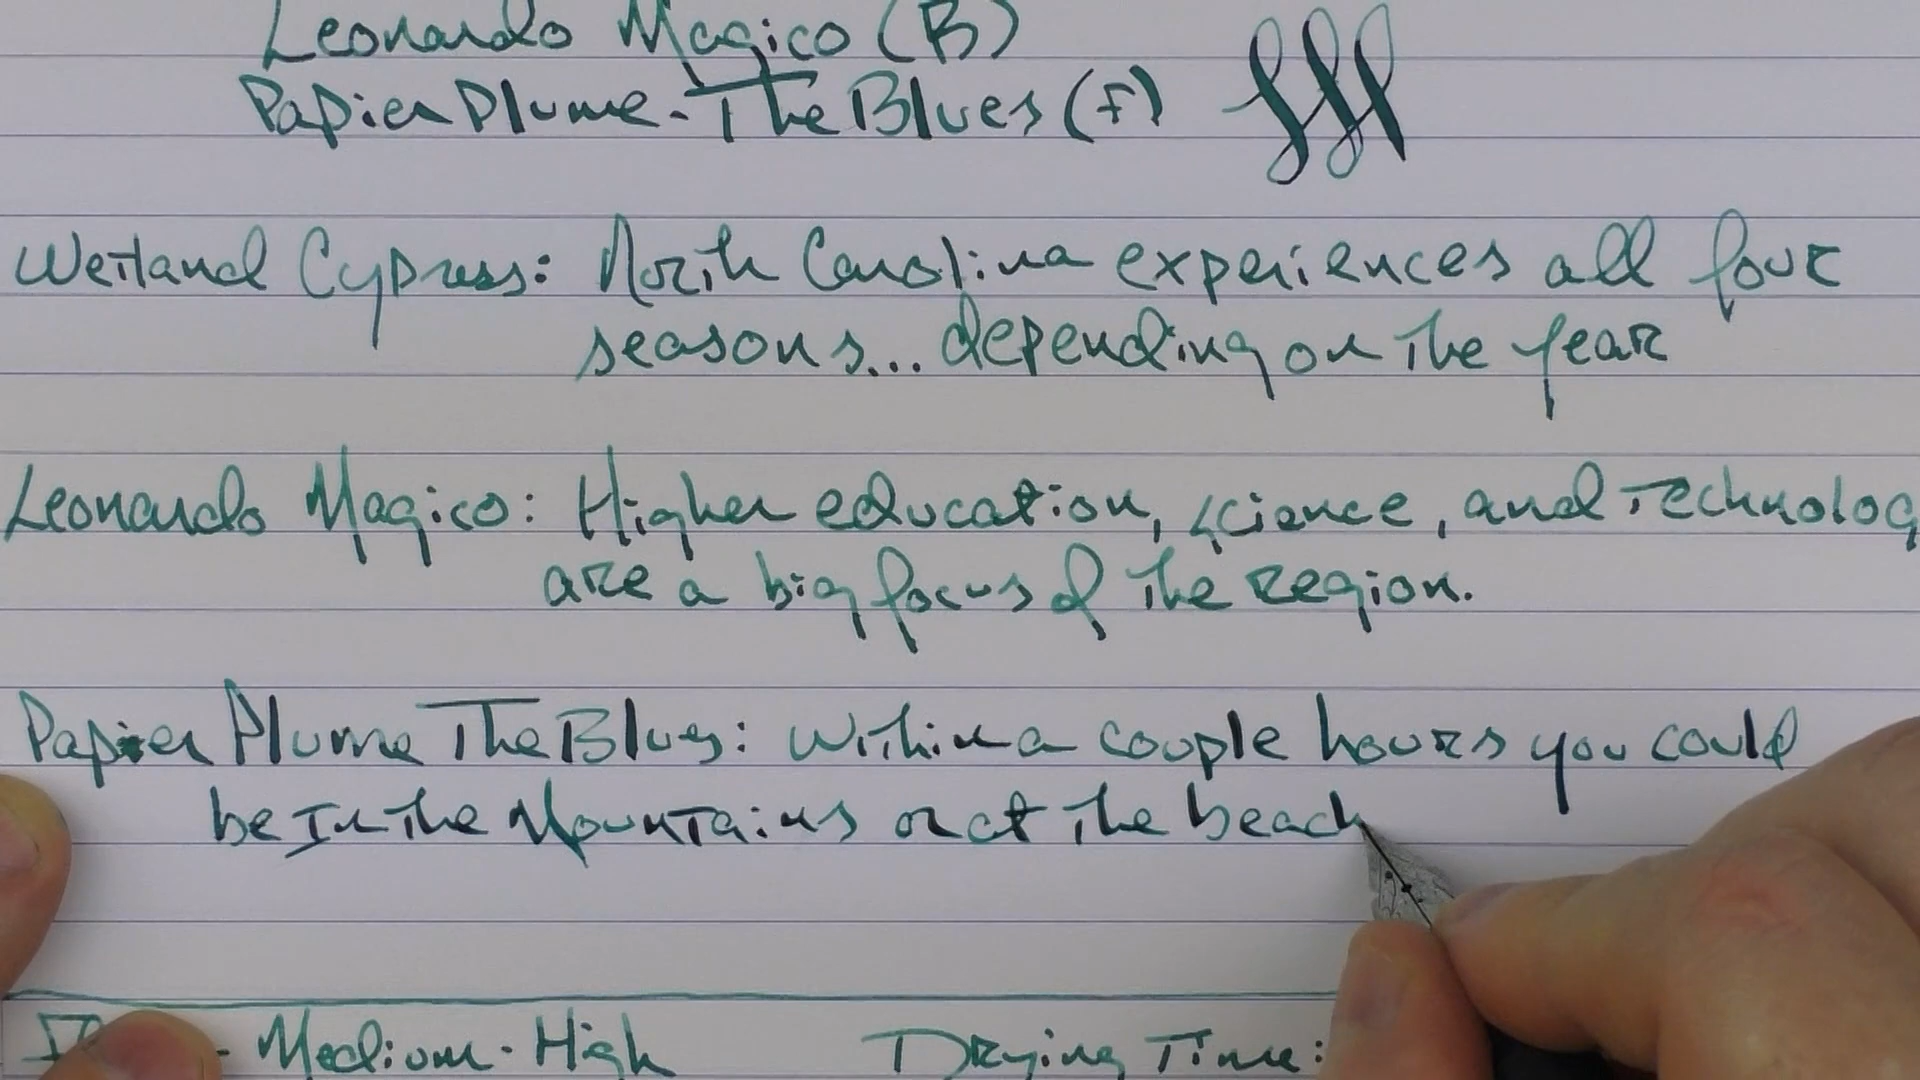 Leonardo Magico (B)
Papier Plume - The Blues (F) fff
Wetland Cypress: North Carolina experiences all four
seasons... depending on the year
Leonardo Magico: Higher education, science, and Technolog
are a big focus of the region.
Papier Plume The Blues: Within a couple hours you could
be In the Mountains or at the beach
- Medium-High Drying Time: